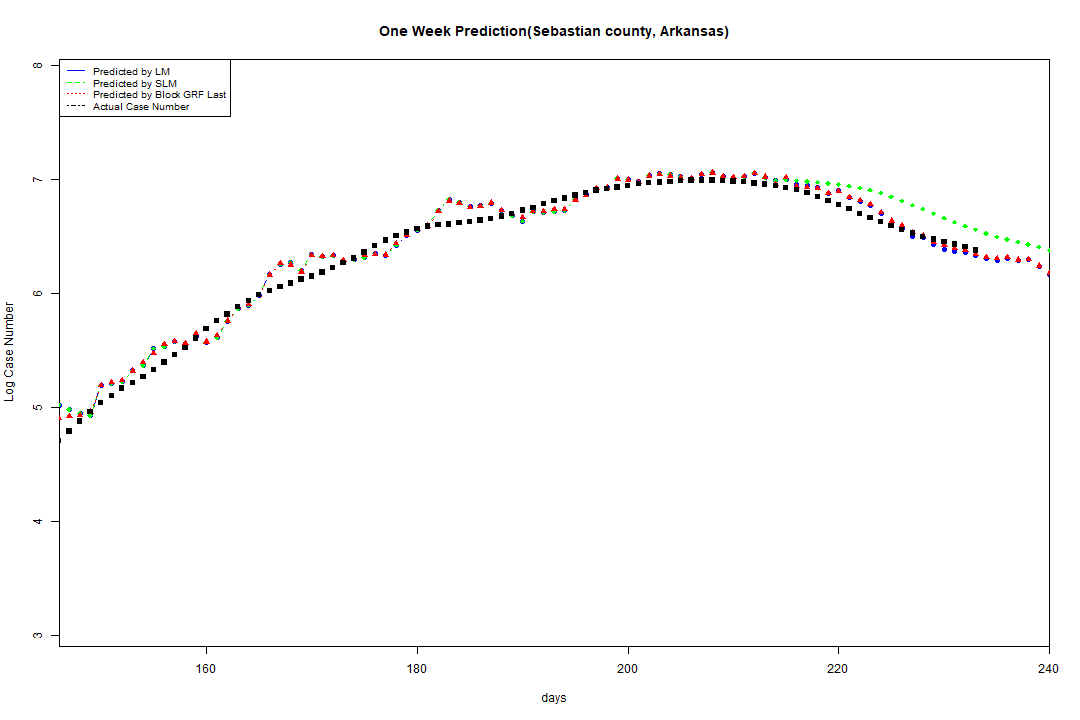 One Week Prediction(Sebastian county, Arkansas)
Predicted by LM
Predicted by SLM
Predicted by Block GRF Last
Actual Case Number
8
7
6
5
4
3
Log Case Number
160
180
200
220
240
days